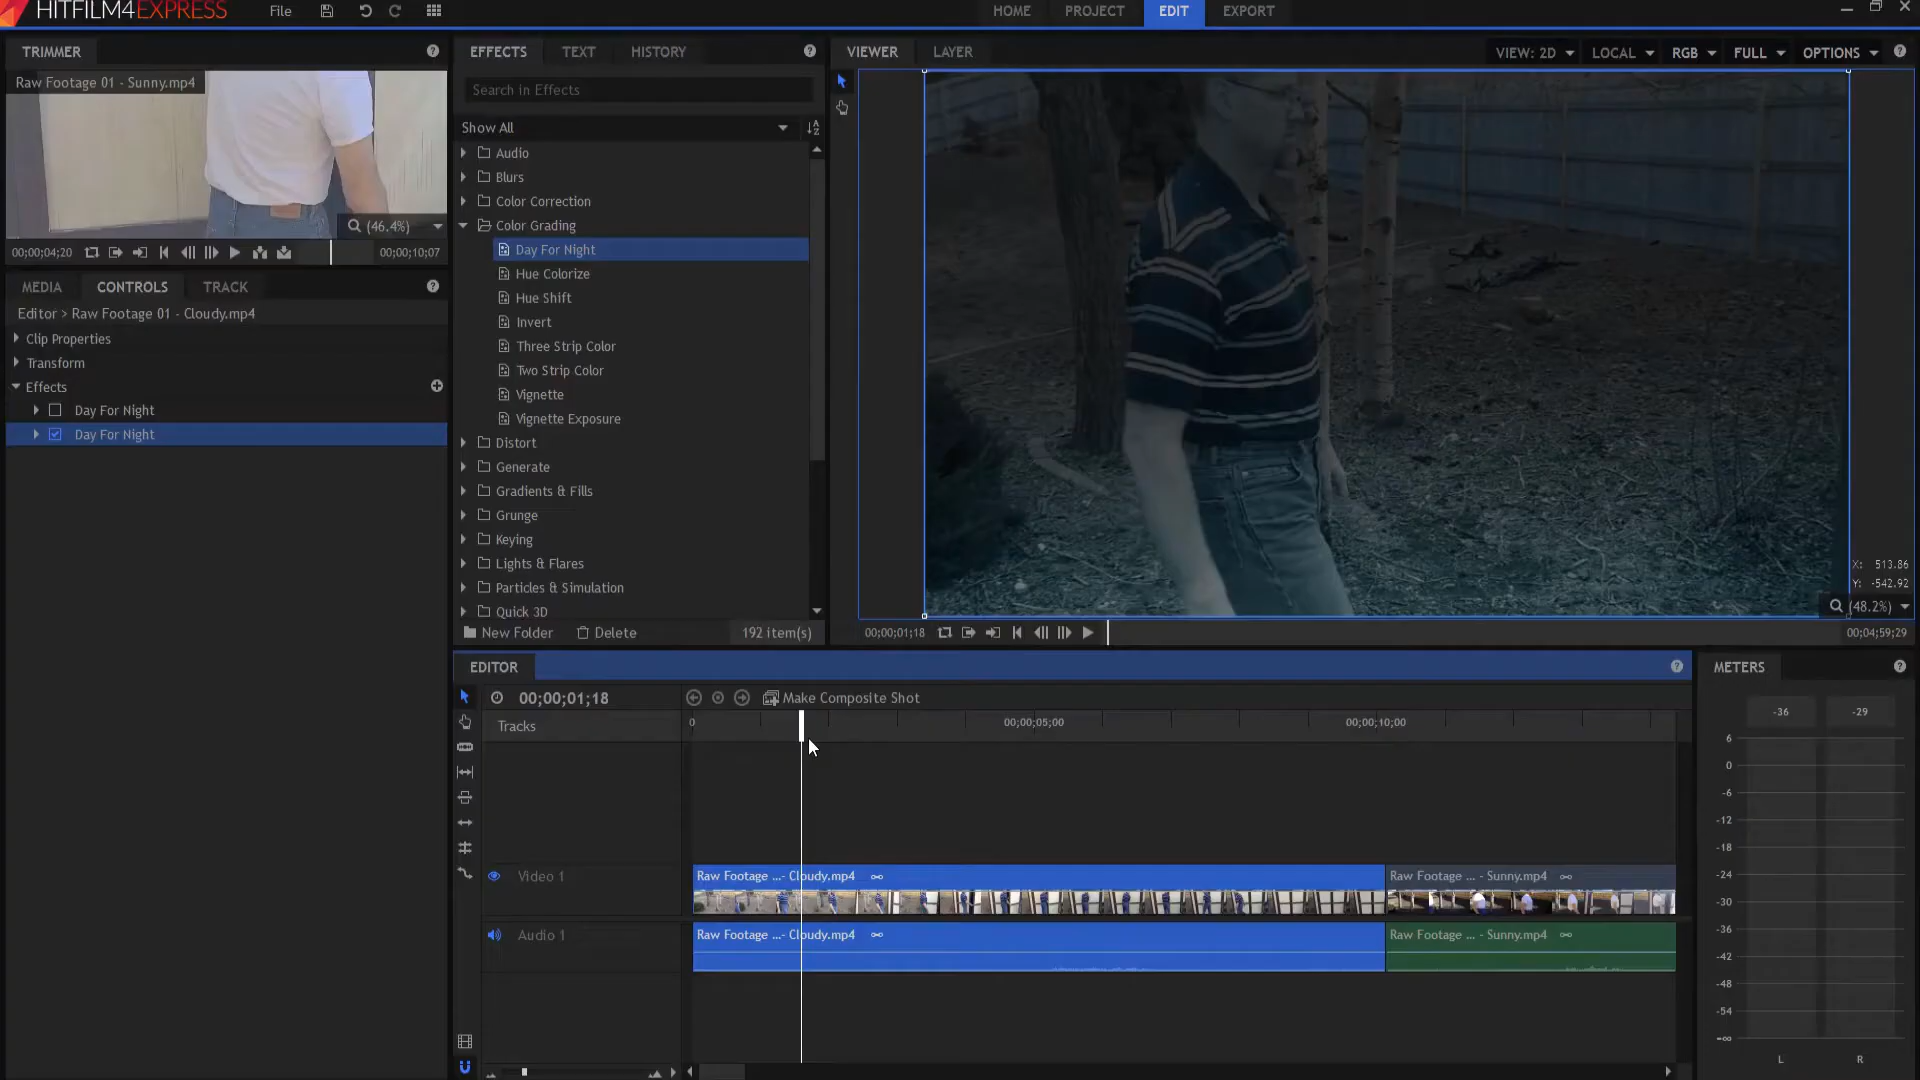 HITFILM4EXPRESS
File
HOME
PROJECT
EDIT
EXPORT
TRIMMER
Raw Footage 01 - Sunny.mp4
(46.4%)
00;00;04;20
00;00;10;07
MEDIA
CONTROLS
TRACK
Editor > Raw Footage 01 - Cloudy.mp4
Clip Properties
Transform
Effects
Day For Night
Day For Night
EFFECTS
TEXT
HISTORY
Search in Effects
Show All
Audio
Blurs
Color Correction
Color Grading
Day For Night
Hue Colorize
Hue Shift
Invert
Three Strip Color
Two Strip Color
Vignette
Vignette Exposure
Distort
Generate
Gradients & Fills
Grunge
Keying
Lights & Flares
Particles & Simulation
Quick 3D
New Folder
Delete
192 item(s)
VIEWER
LAYER
VIEW: 2D
LOCAL
RGB
FULL
OPTIONS
X: 513.86
Y: -542.92
(48.2%)
00;00;01;18
00;04;59;29
EDITOR
00;00;01;18
Make Composite Shot
Tracks
0
00;00;05;00
00;00;10;00
Video 1
Raw Footage ...- Cloudy.mp4
Raw Footage ... - Sunny.mp4
Audio 1
Raw Footage ...- Cloudy.mp4
Raw Footage ... - Sunny.mp4
METERS
-36
-29
6
0
-6
-12
-18
-24
-30
-36
-42
-48
-54
-∞
L
R